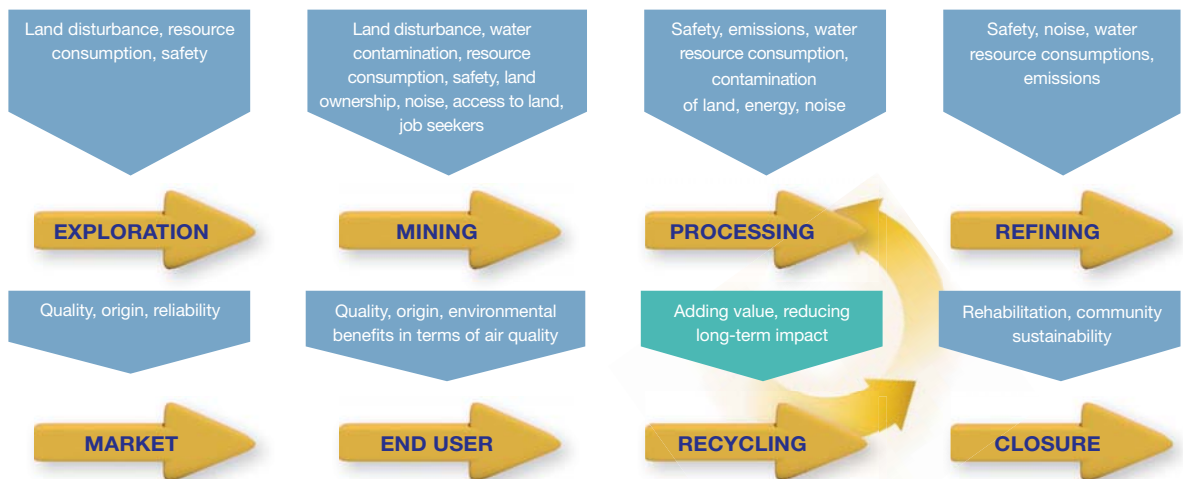 Land disturbance, resource
consumption, safety
Land disturbance, water
contamination, resource
consumption, safety, land
ownership, noise, access to land,
job seekers
Safety, emissions, water
resource consumption,
contamination
of land, energy, noise
Safety, noise, water
resource consumptions,
emissions
EXPLORATION
MINING
PROCESSING
REFINING
Quality, origin, reliability
Quality, origin, environmental
benefits in terms of air quality
Adding value, reducing
long-term impact
Rehabilitation, community
sustainability
MARKET
END USER
RECYCLING
CLOSURE